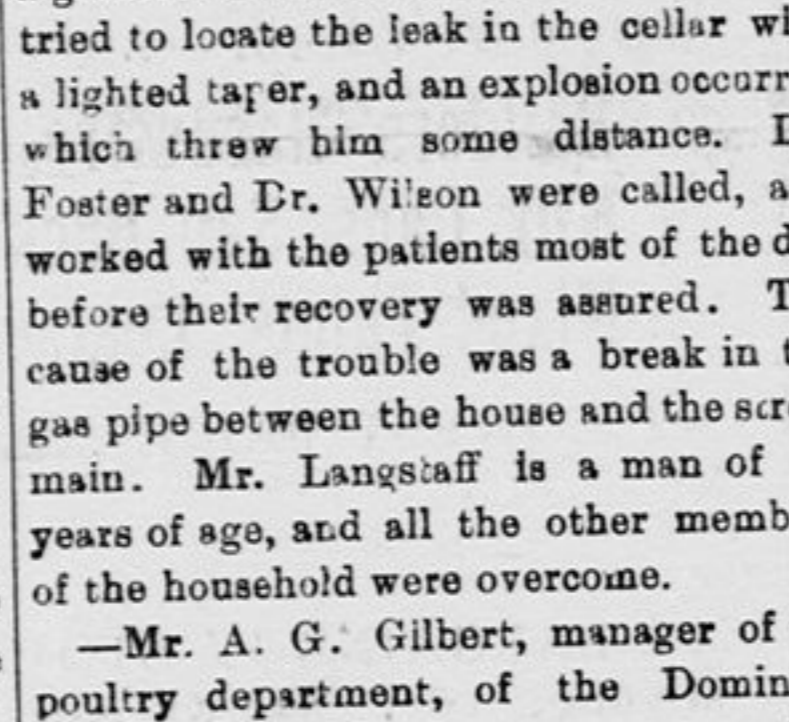 tried to locate the leak in the cellar wi
a lighted taper, and an explosion occurr
which threw him some distance. D
Foster and Dr. Wilson were called, a
worked with the patients most of the d
before their recovery was assured. T
cause of the trouble was a break in t
gas pipe between the house and the scr
main. Mr. Langstaff is a man of
years of age, and all the other memb
of the household were overcome.
—Mr. A. G. Gilbert, manager of
poultry department, of the Domin